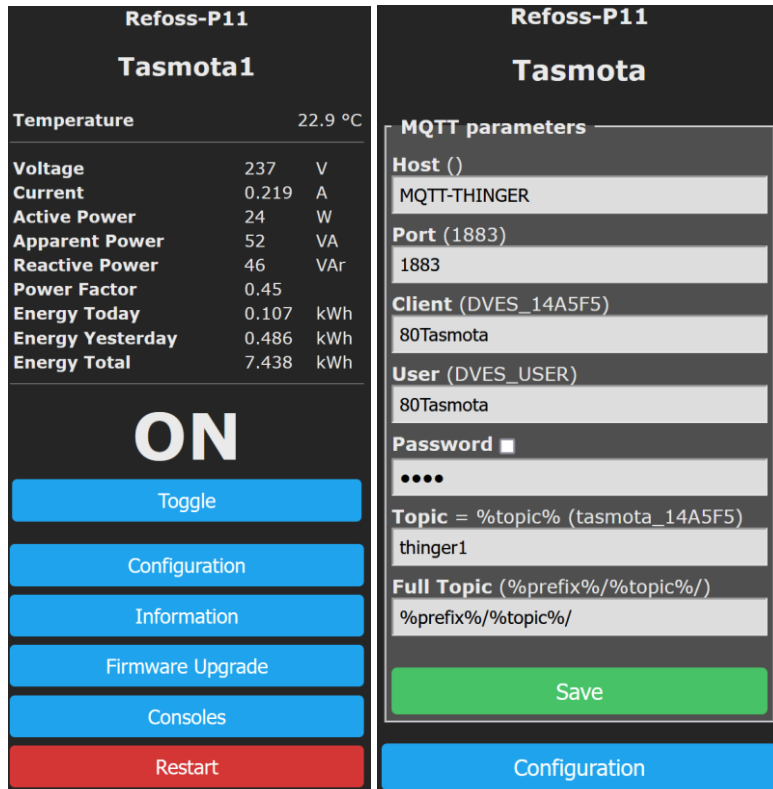 Refoss-P11
Tasmota1
Temperature 22.9 °C
Voltage 237 V
Current 0.219 A
Active Power 24 W
Apparent Power 52 VA
Reactive Power 46 VAr
Power Factor 0.45
Energy Today 0.107 kWh
Energy Yesterday 0.486 kWh
Energy Total 7.438 kWh
ON
Toggle
Configuration
Information
Firmware Upgrade
Consoles
Restart
Refoss-P11
Tasmota
MQTT parameters
Host ()
MQTT-THINGER
Port (1883)
1883
Client (DVES_14A5F5)
80Tasmota
User (DVES_USER)
80Tasmota
Password
••••
Topic = %topic% (tasmota_14A5F5)
thinger1
Full Topic (%prefix%/%topic%/)
%prefix%/%topic%/
Save
Configuration